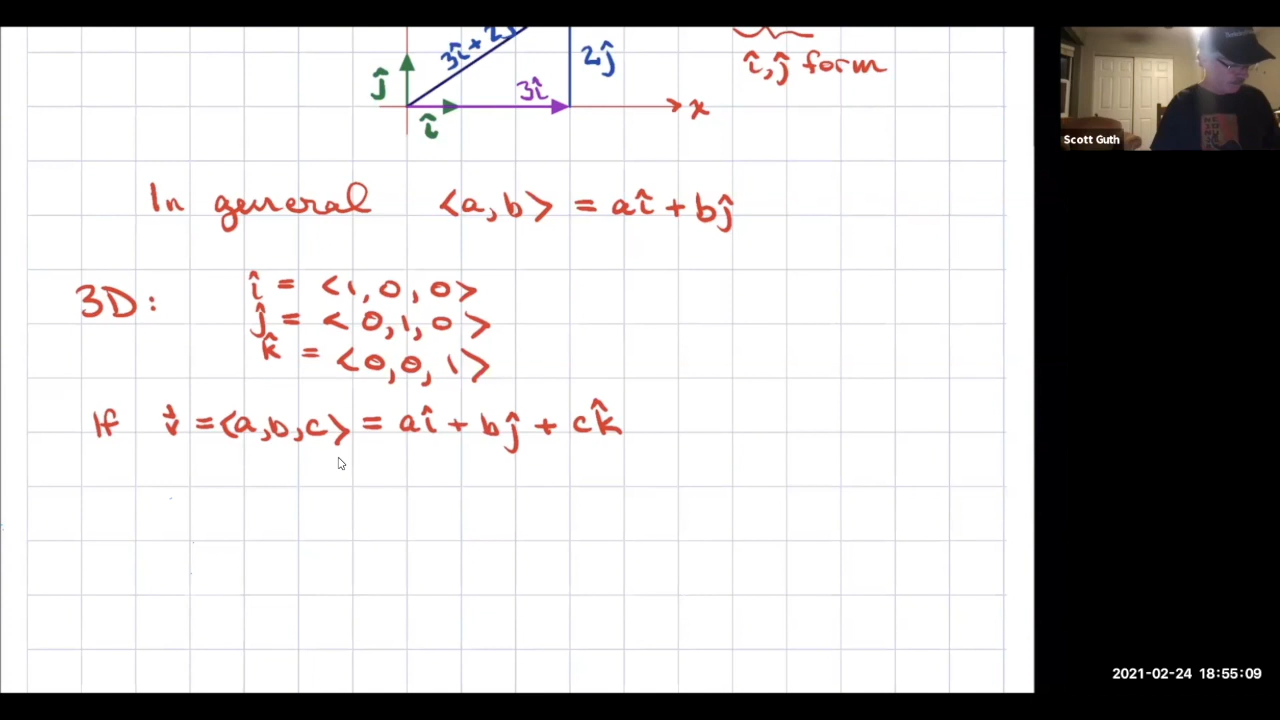 3î + 2ĵ
2ĵ
î, ĵ form
ĵ
3î
x
î
In general <a, b> = aî + bĵ
3D: î = <1, 0, 0>
ĵ = <0, 1, 0>
k̂ = <0, 0, 1>
If v⃗ = <a, b, c> = aî + bĵ + ck̂
Scott Guth
2021-02-24 18:55:09